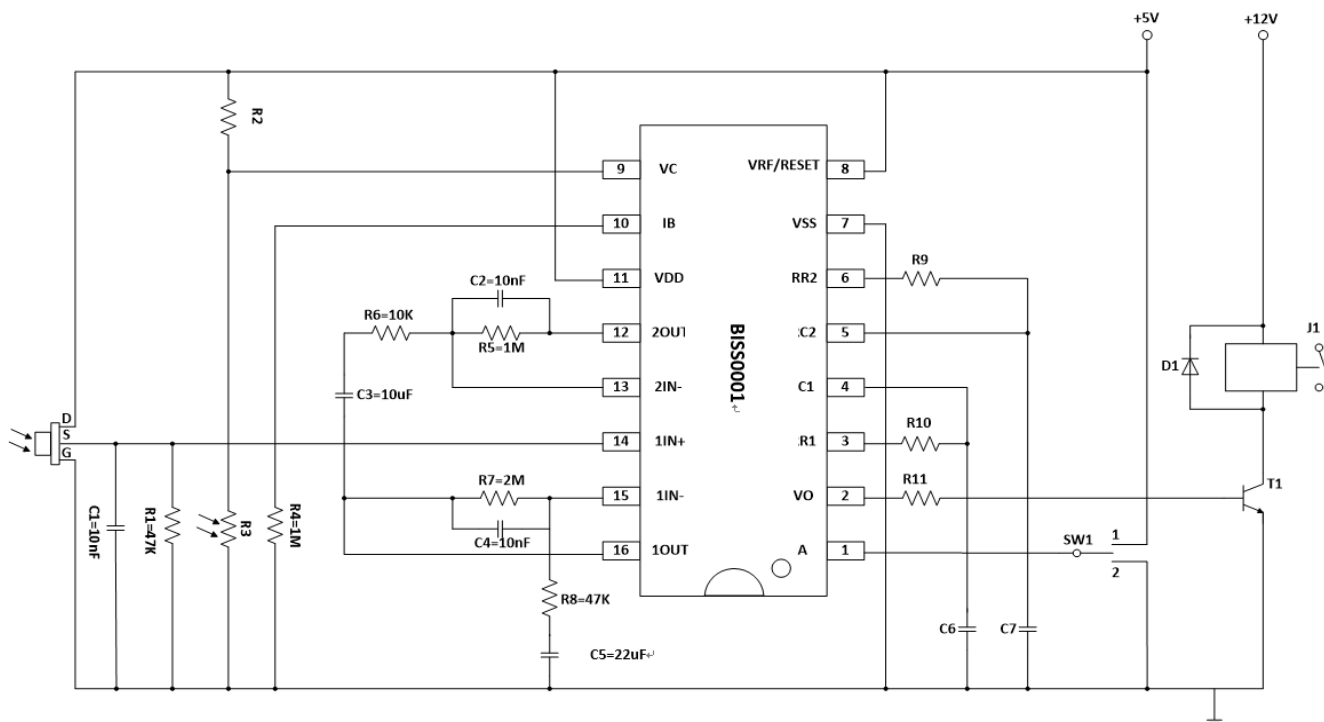 +5V
+12V
R2
9
VC
VRF/RESET
8
10
IB
VSS
7
R9
11
VDD
RR2
6
C2=10nF
R6=10K
12
2OUT
BISS0001
RC2
5
J1
R5=1M
D1
C3=10uF
13
2IN-
C1
4
D
S
G
14
1IN+
RR1
3
R10
R7=2M
R11
15
1IN-
VO
2
T1
C1=10nF
R1=47K
R3
R4=1M
C4=10nF
16
1OUT
A
1
SW1
1
2
R8=47K
C6
C7
C5=22uF